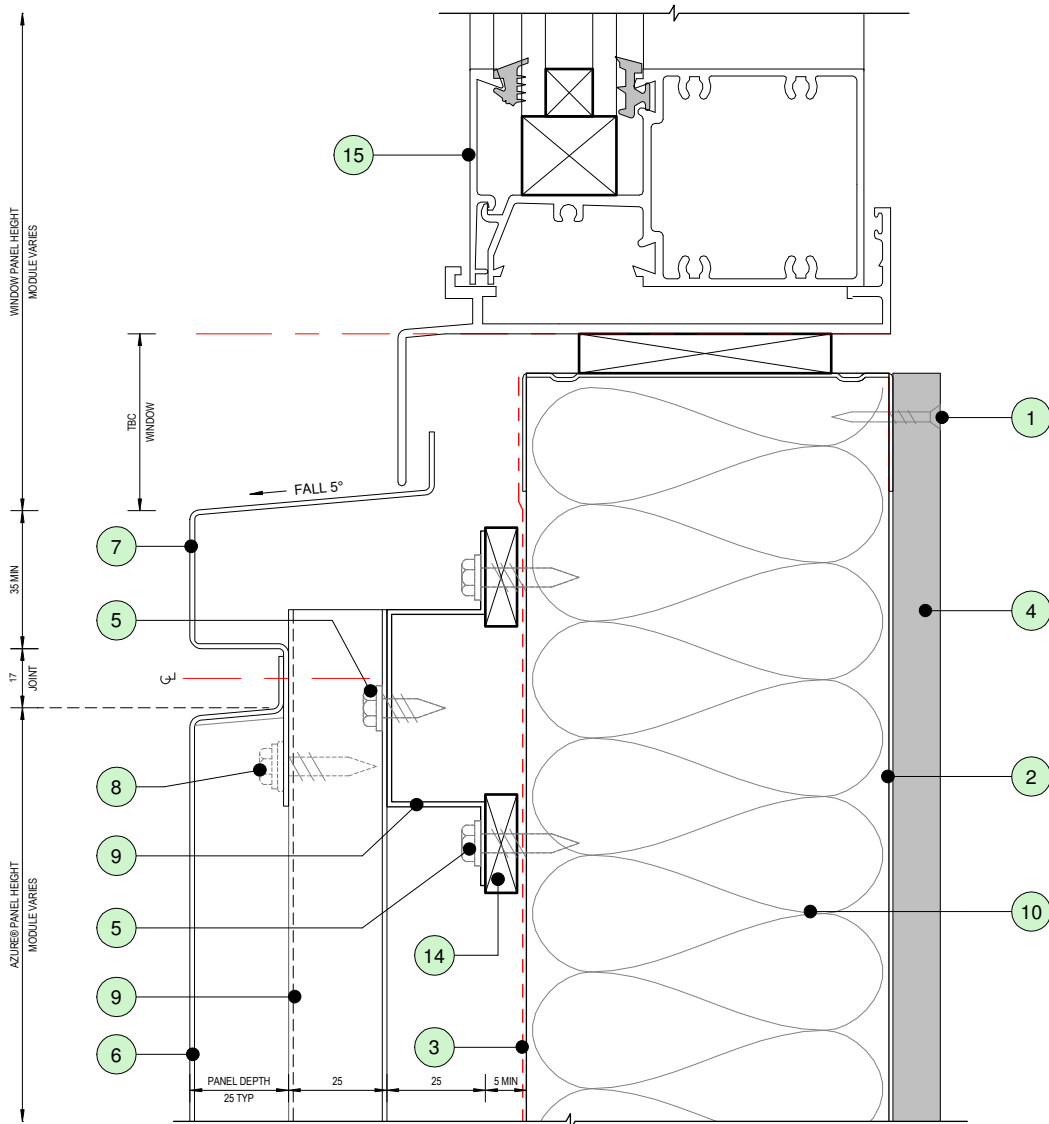 WINDOW PANEL HEIGHT
MODULE VARIES
15
TBC
WINDOW
1
FALL 5°
7
35 MIN
5
4
17
JOINT
℄
8
2
9
5
14
10
AZURE® PANEL HEIGHT
MODULE VARIES
9
3
6
PANEL DEPTH
25 TYP
25
25
5 MIN